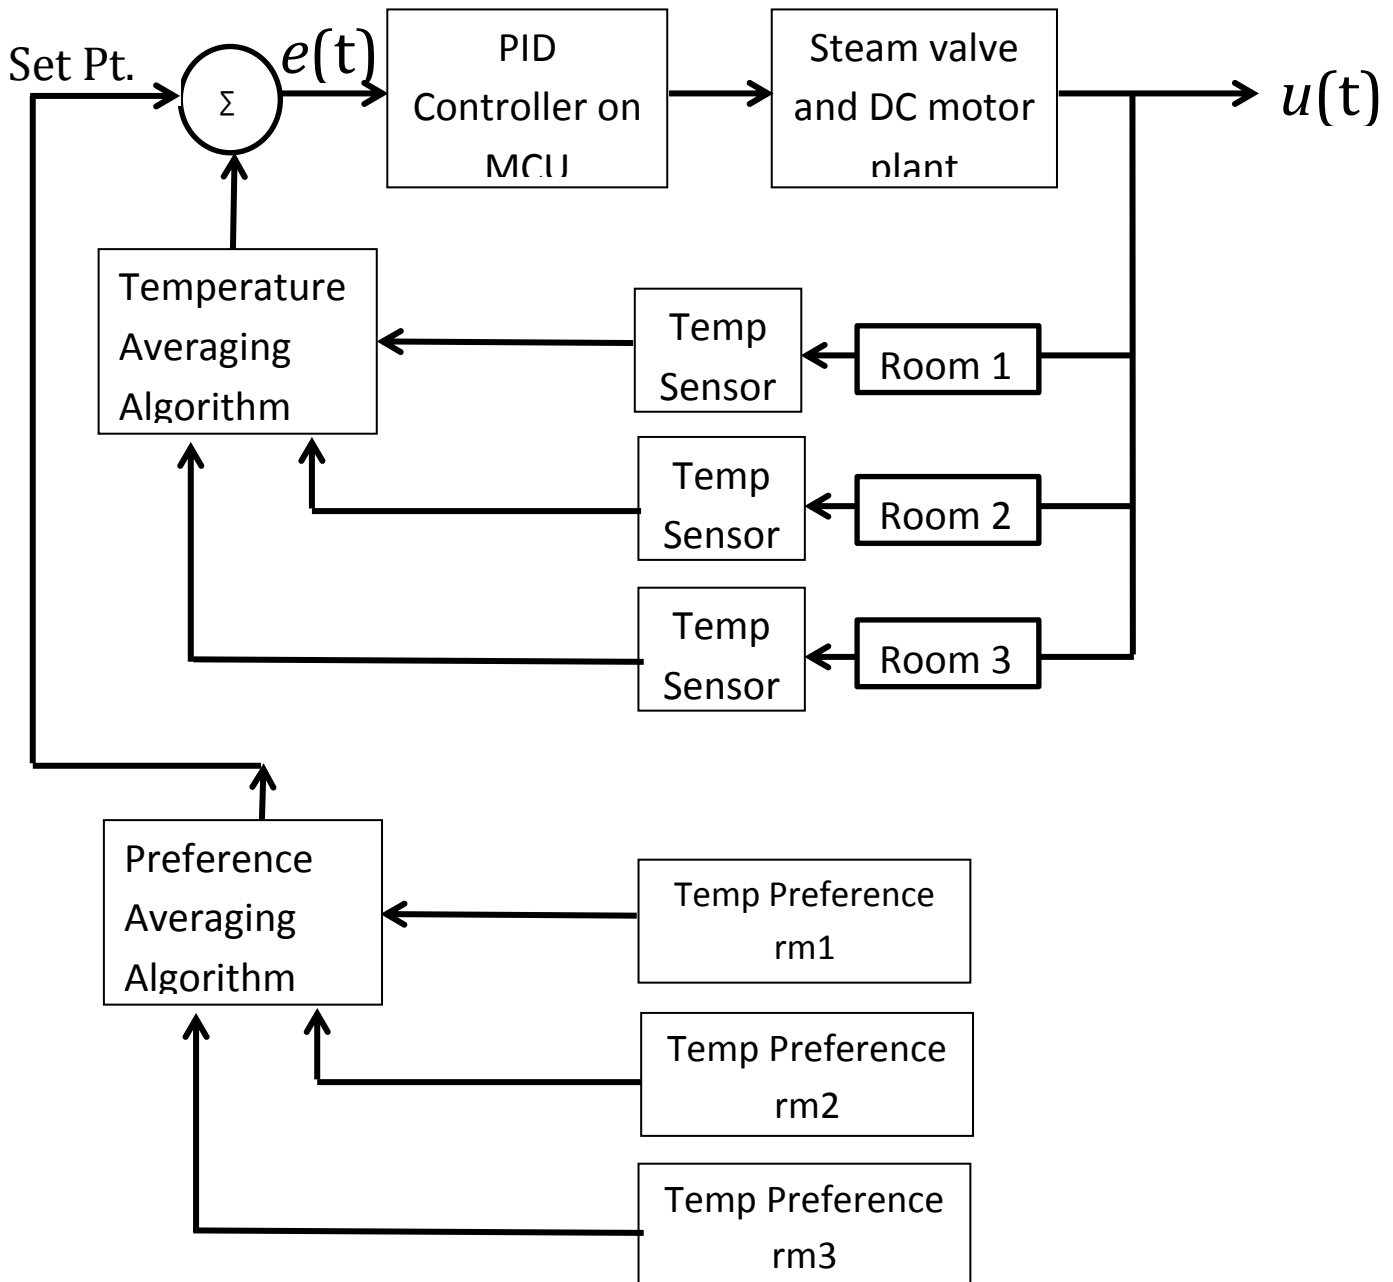 Set Pt.
Σ
e(t)
PID
Controller on
MCU
Steam valve
and DC motor
plant
u(t)
Temperature
Averaging
Algorithm
Temp
Sensor
Room 1
Temp
Sensor
Room 2
Temp
Sensor
Room 3
Preference
Averaging
Algorithm
Temp Preference
rm1
Temp Preference
rm2
Temp Preference
rm3